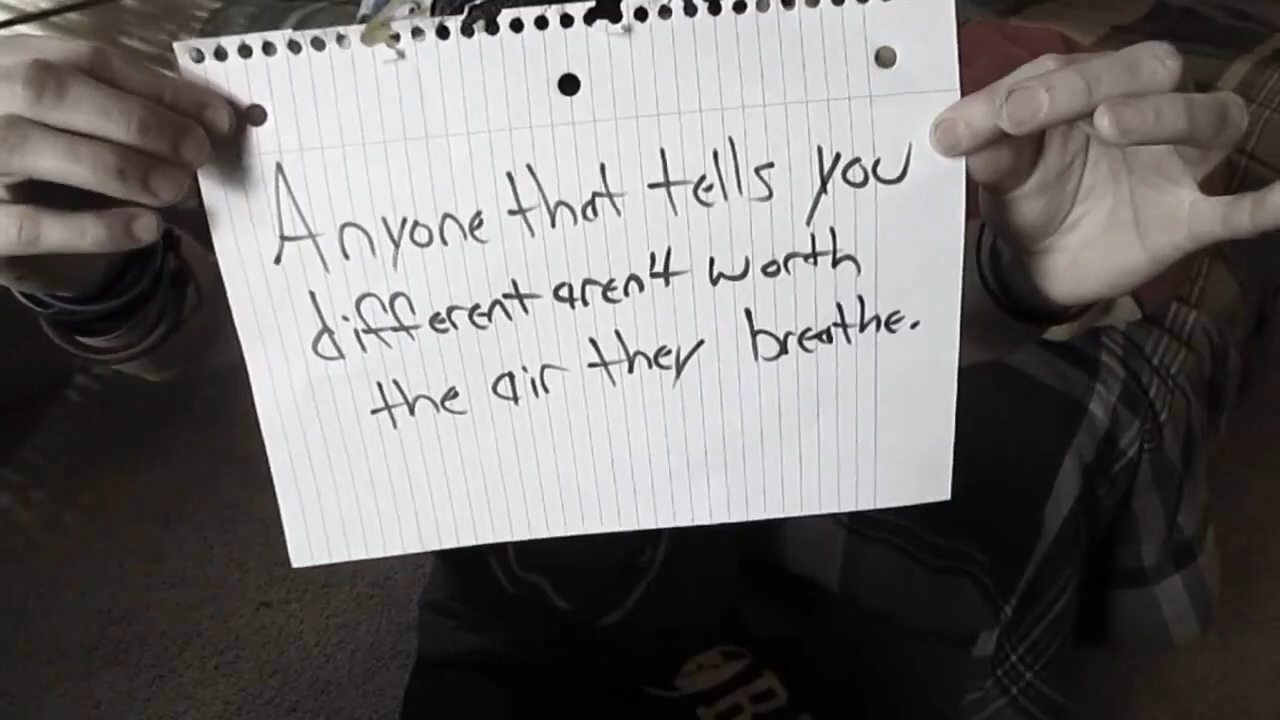 Anyone that tells you
different aren't worth
the air they breathe.